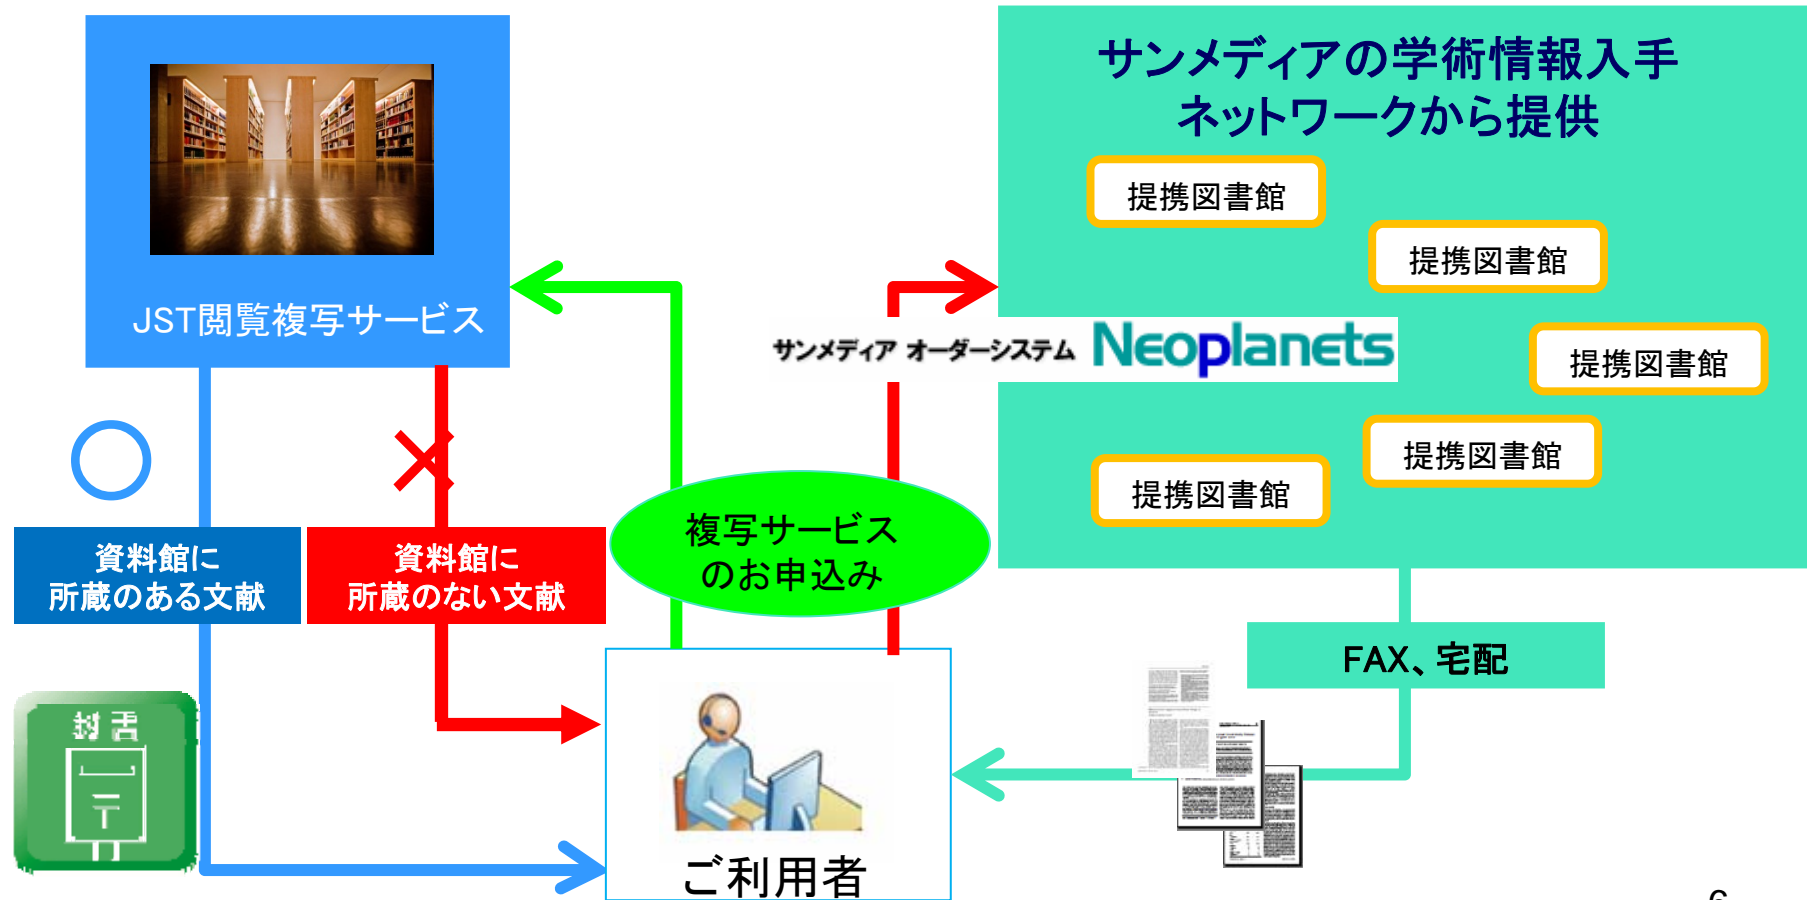 サンメディアの学術情報入手
ネットワークから提供
提携図書館
提携図書館
提携図書館
提携図書館
提携図書館
JST閲覧複写サービス
サンメディア オーダーシステム Neoplanets
資料館に
所蔵のある文献
資料館に
所蔵のない文献
複写サービス
のお申込み
FAX、宅配
〒
ご利用者